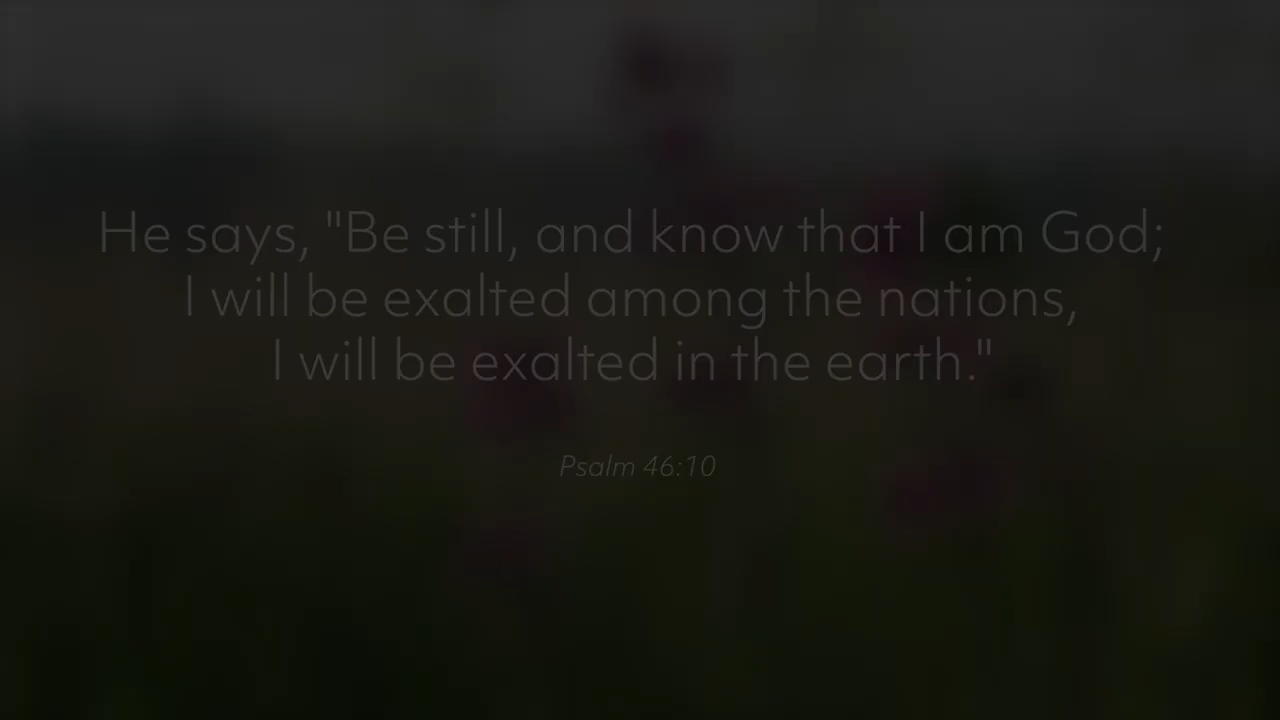 He says, "Be still, and know that I am God;
I will be exalted among the nations,
I will be exalted in the earth."
Psalm 46:10